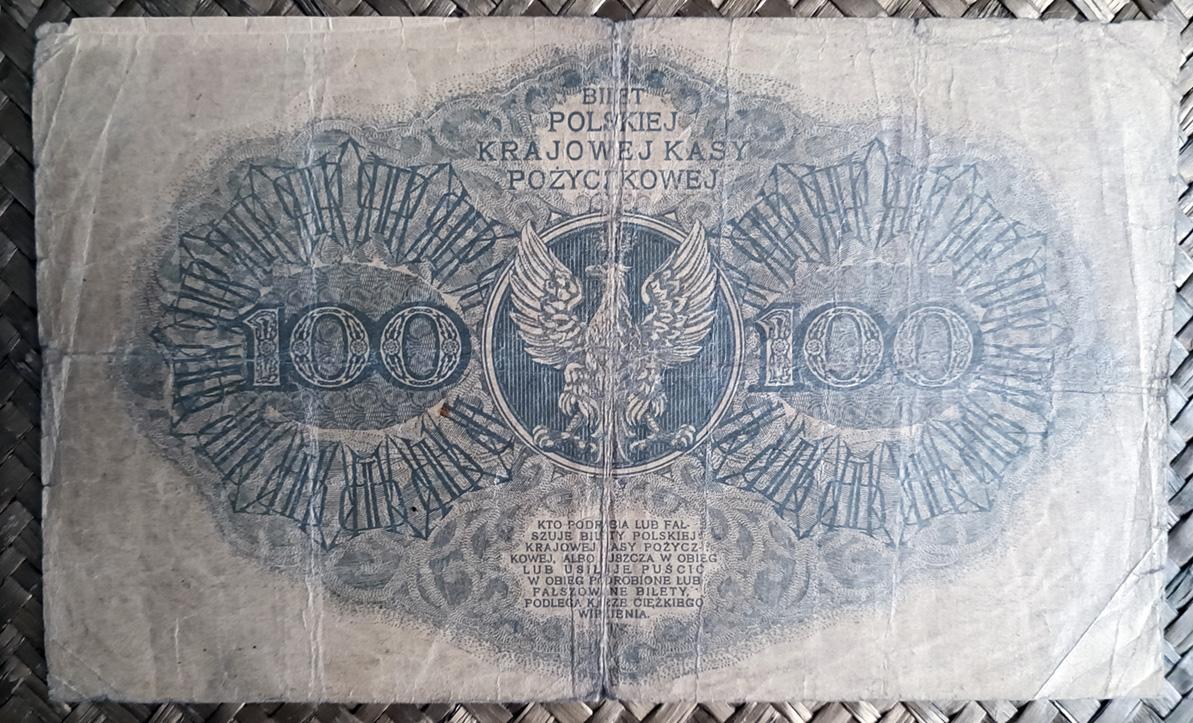 BILET
POLSKIEJ
KRAJOWEJ KASY
POŻYCZKOWEJ
100 100
KTO PODRABIA LUB FAŁ-
SZUJE BILETY POLSKIEJ
KRAJOWEJ KASY POŻYCZ-
KOWEJ, ALBO PUSZCZA W OBIEG
LUB USIŁUJE PUŚCIĆ
W OBIEG PODROBIONE LUB
FAŁSZOWANE BILETY,
PODLEGA KARZE CIĘŻKIEGO
WIĘZIENIA.